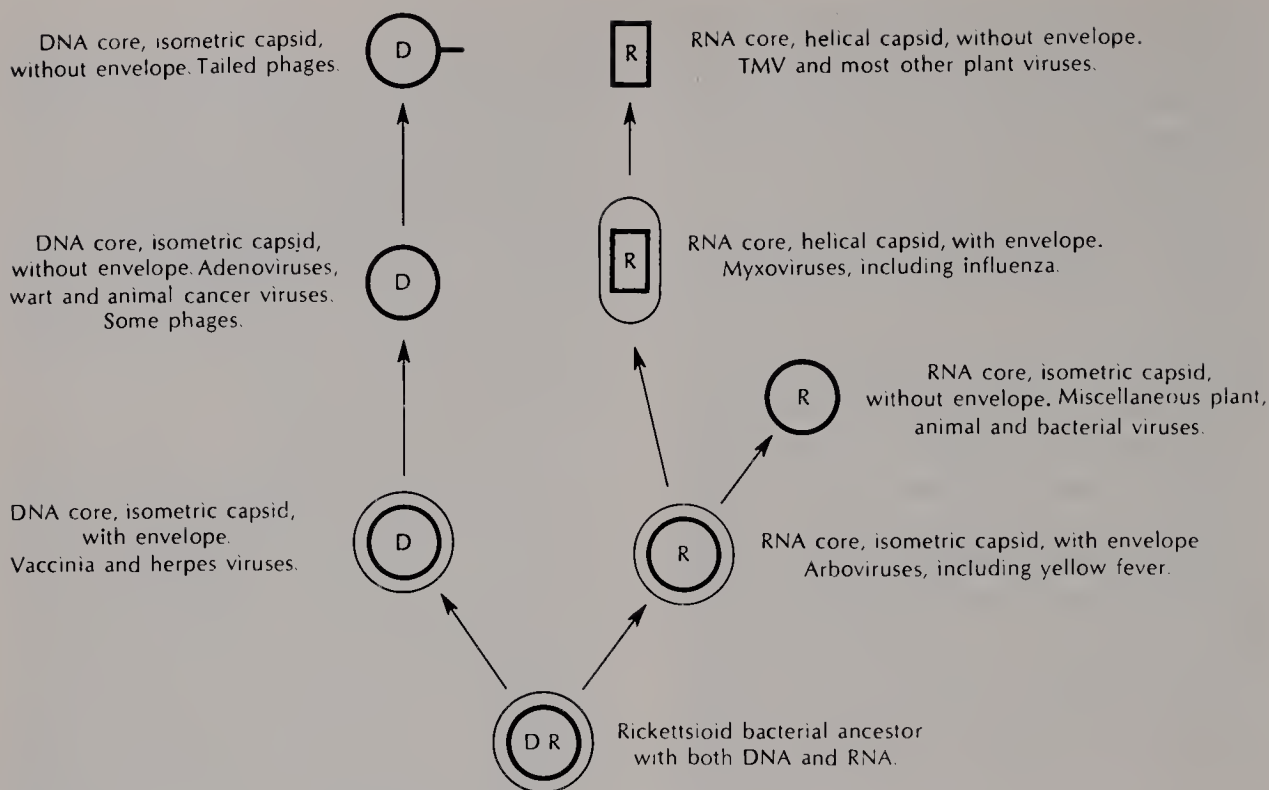 DNA core, isometric capsid,
without envelope. Tailed phages.
D
R
RNA core, helical capsid, without envelope.
TMV and most other plant viruses.
DNA core, isometric capsid,
without envelope. Adenoviruses,
wart and animal cancer viruses.
Some phages.
D
R
RNA core, helical capsid, with envelope.
Myxoviruses, including influenza.
R
RNA core, isometric capsid,
without envelope. Miscellaneous plant,
animal and bacterial viruses.
DNA core, isometric capsid,
with envelope.
Vaccinia and herpes viruses.
D
R
RNA core, isometric capsid, with envelope
Arboviruses, including yellow fever.
D R
Rickettsioid bacterial ancestor
with both DNA and RNA.